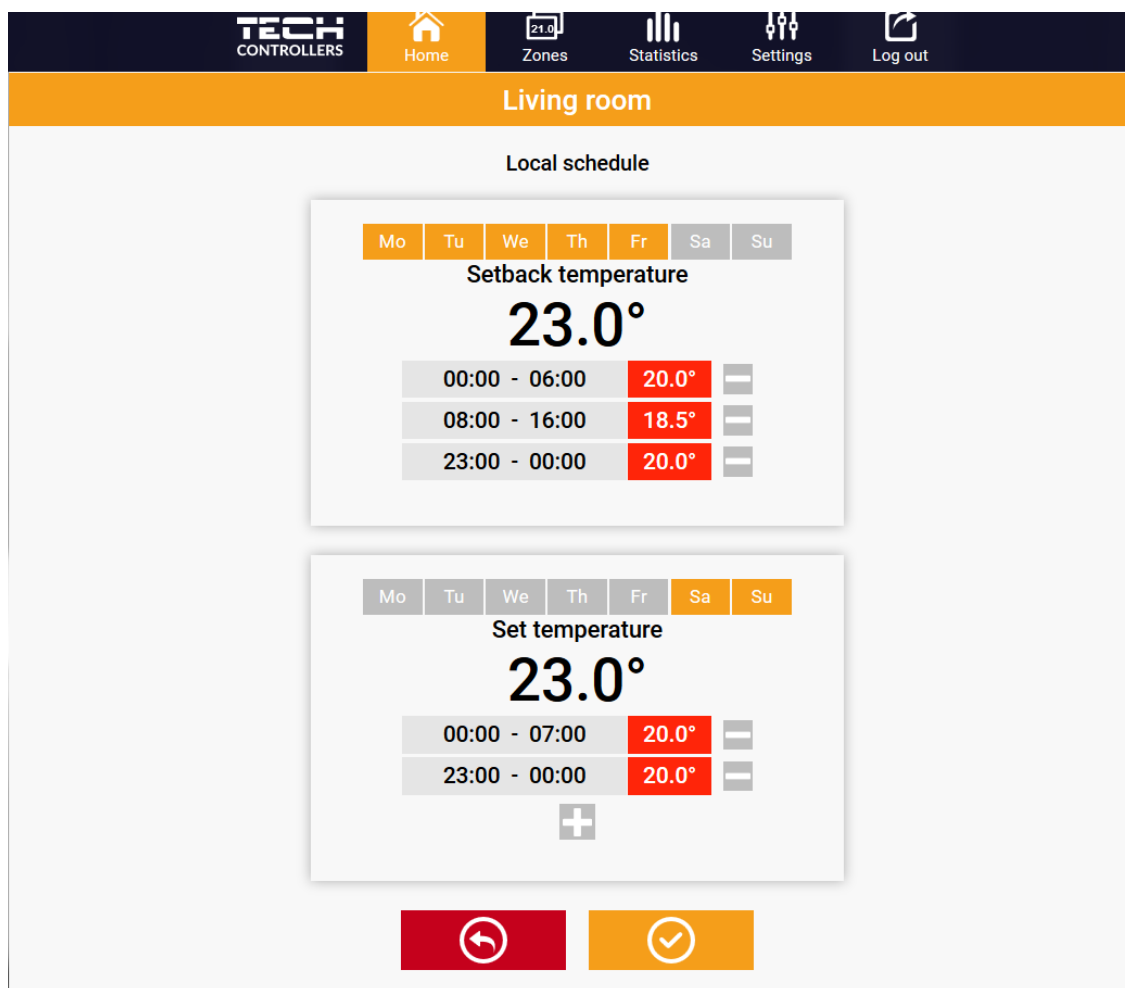 TECH
CONTROLLERS
Home
21.0
Zones
Statistics
Settings
Log out
Living room
Local schedule
Mo Tu We Th Fr Sa Su
Setback temperature
23.0°
00:00 - 06:00 20.0°
08:00 - 16:00 18.5°
23:00 - 00:00 20.0°
Mo Tu We Th Fr Sa Su
Set temperature
23.0°
00:00 - 07:00 20.0°
23:00 - 00:00 20.0°